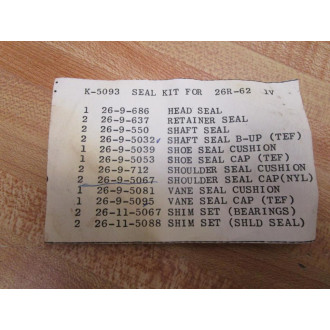 K-5093 SEAL KIT FOR 26R-62 1V
1 26-9-686 HEAD SEAL
2 26-9-637 RETAINER SEAL
2 26-9-550 SHAFT SEAL
2 26-9-5032 SHAFT SEAL B-UP (TEF)
1 26-9-5039 SHOE SEAL CUSHION
1 26-9-5053 SHOE SEAL CAP (TEF)
2 26-9-712 SHOULDER SEAL CUSHION
2 26-9-5067 SHOULDER SEAL CAP(NYL)
1 26-9-5081 VANE SEAL CUSHION
1 26-9-5095 VANE SEAL CAP (TEF)
2 26-11-5067 SHIM SET (BEARINGS)
2 26-11-5088 SHIM SET (SHLD SEAL)